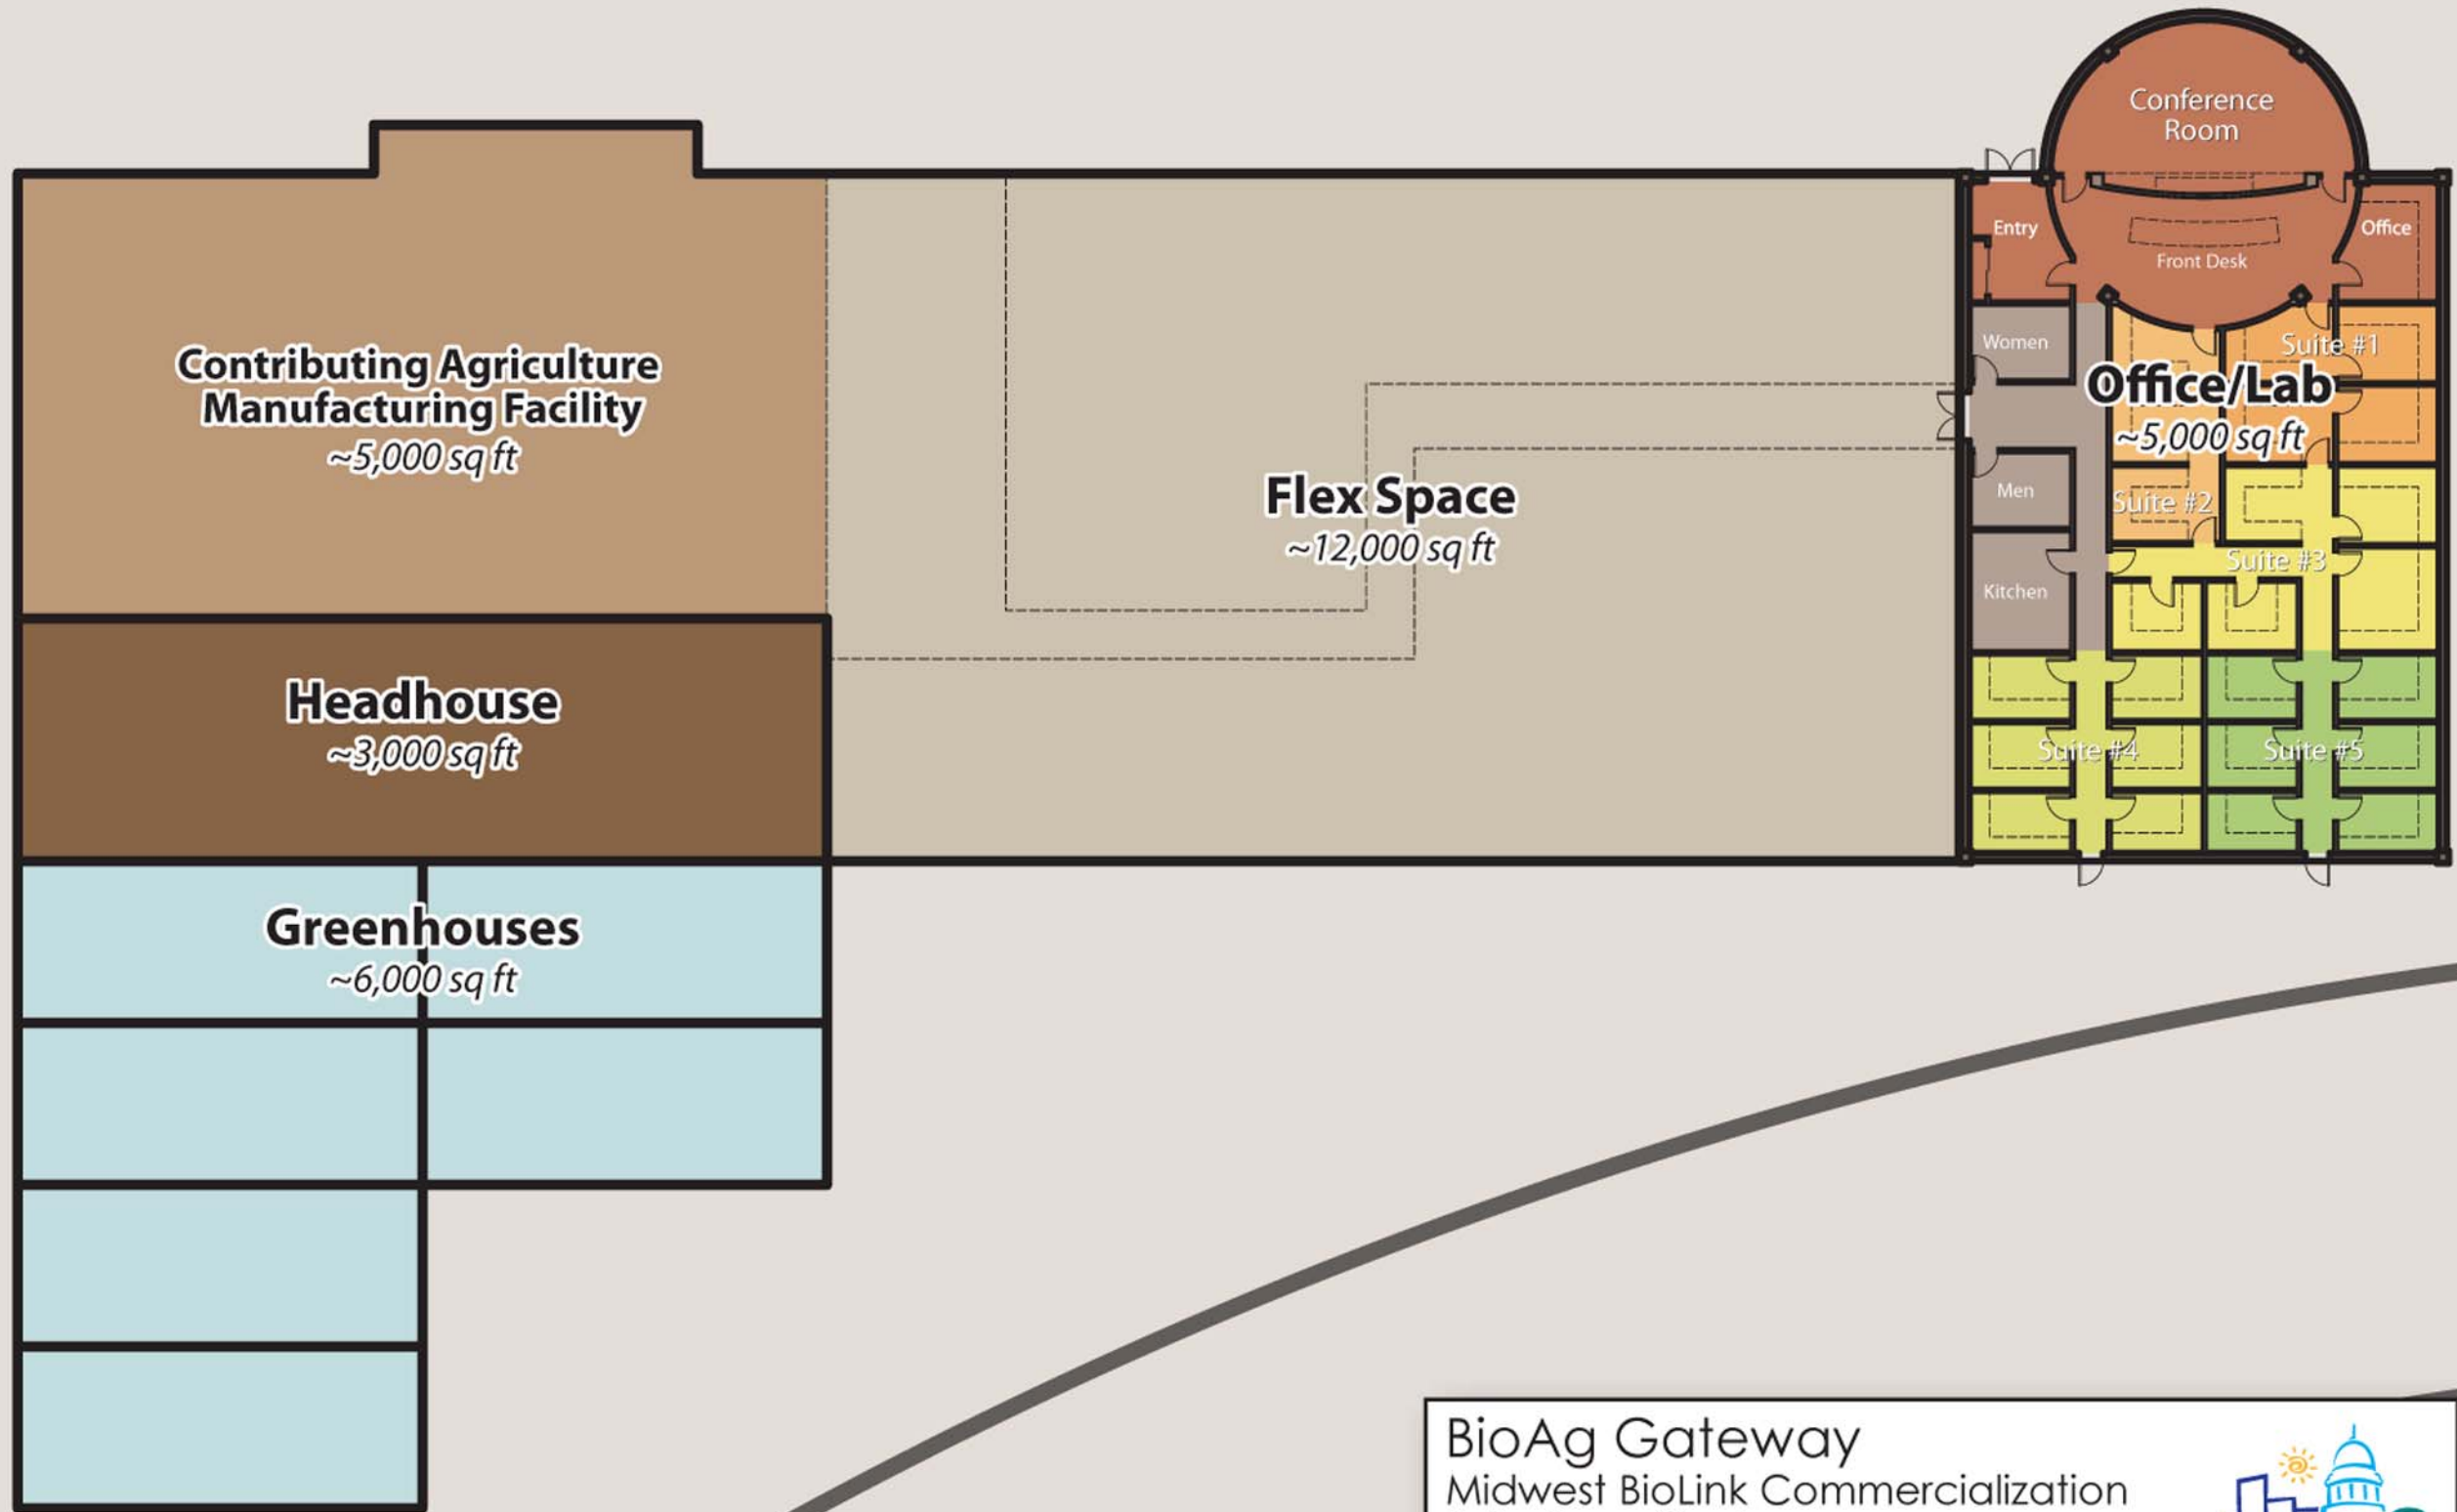 Conference
Room
Entry
Office
Front Desk
Women
Suite #1
Contributing Agriculture
Manufacturing Facility
~5,000 sq ft
Office/Lab
~5,000 sq ft
Flex Space
~12,000 sq ft
Men
Suite #2
Suite #3
Kitchen
Headhouse
~3,000 sq ft
Suite #4
Suite #5
Greenhouses
~6,000 sq ft
BioAg Gateway
Midwest BioLink Commercialization